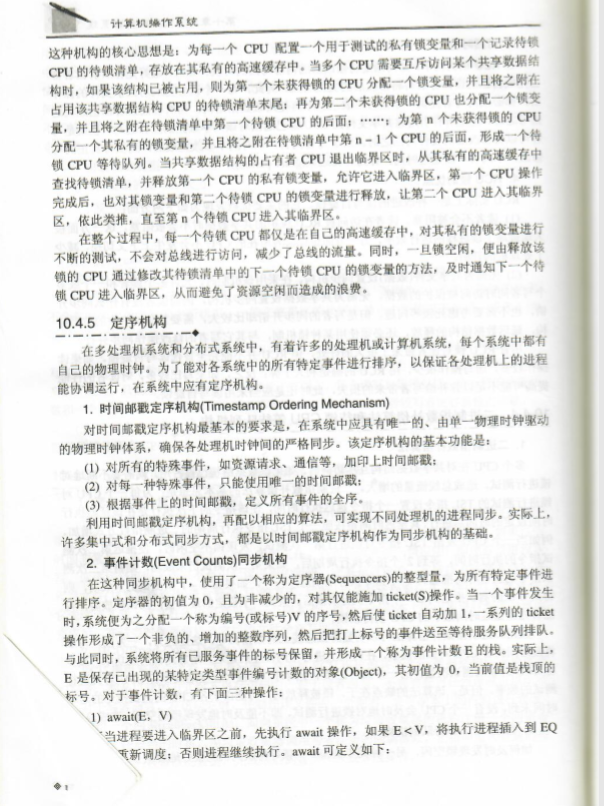 计算机操作系统
这种机构的核心思想是：为每一个 CPU 配置一个用于测试的私有锁变量和一个记录待锁
CPU 的待锁清单，存放在其私有的高速缓存中。当多个 CPU 需要互斥访问某个共享数据结
构时，如果该结构已被占用，则为第一个未获得锁的 CPU 分配一个锁变量，并且将之附在
占用该共享数据结构 CPU 的待锁清单末尾；再为第二个未获得锁的 CPU 也分配一个锁变
量，并且将之附在待锁清单中第一个待锁 CPU 的后面；……；为第 n 个未获得锁的 CPU
分配一个其私有的锁变量，并且将之附在待锁清单中第 n－1 个 CPU 的后面，形成一个待
锁 CPU 等待队列。当共享数据结构的占有者 CPU 退出临界区时，从其私有的高速缓存中
查找待锁清单，并释放第一个 CPU 的私有锁变量，允许它进入临界区，第一个 CPU 操作
完成后，也对其锁变量和第二个待锁 CPU 的锁变量进行释放，让第二个 CPU 进入其临界
区，依此类推，直至第 n 个待锁 CPU 进入其临界区。
在整个过程中，每一个待锁 CPU 都仅是在自己的高速缓存中，对其私有的锁变量进行
不断的测试，不会对总线进行访问，减少了总线的流量。同时，一旦锁空闲，便由释放该
锁的 CPU 通过修改其待锁清单中的下一个待锁 CPU 的锁变量的方法，及时通知下一个待
锁 CPU 进入临界区，从而避免了资源空闲而造成的浪费。
10.4.5 定序机构
在多处理机系统和分布式系统中，有着许多的处理机或计算机系统，每个系统中都有
自己的物理时钟。为了能对各系统中的所有特定事件进行排序，以保证各处理机上的进程
能协调运行，在系统中应有定序机构。
1. 时间邮戳定序机构(Timestamp Ordering Mechanism)
对时间邮戳定序机构最基本的要求是，在系统中应具有唯一的、由单一物理时钟驱动
的物理时钟体系，确保各处理机时钟间的严格同步。该定序机构的基本功能是：
(1) 对所有的特殊事件，如资源请求、通信等，加印上时间邮戳；
(2) 对每一种特殊事件，只能使用唯一的时间邮戳；
(3) 根据事件上的时间邮戳，定义所有事件的全序。
利用时间邮戳定序机构，再配以相应的算法，可实现不同处理机的进程同步。实际上，
许多集中式和分布式同步方式，都是以时间邮戳定序机构作为同步机构的基础。
2. 事件计数(Event Counts)同步机构
在这种同步机构中，使用了一个称为定序器(Sequencers)的整型量，为所有特定事件进
行排序。定序器的初值为 0，且为非减少的，对其仅能施加 ticket(S)操作。当一个事件发生
时，系统便为之分配一个称为编号(或标号)V 的序号，然后使 ticket 自动加 1，一系列的 ticket
操作形成了一个非负的、增加的整数序列，然后把打上标号的事件送至等待服务队列排队。
与此同时，系统将所有已服务事件的标号保留，并形成一个称为事件计数 E 的栈。实际上，
E 是保存已出现的某特定类型事件编号计数的对象(Object)，其初值为 0，当前值是栈顶的
标号。对于事件计数，有下面三种操作：
1) await(E，V)
当进程要进入临界区之前，先执行 await 操作，如果 E＜V，将执行进程插入到 EQ
重新调度；否则进程继续执行。await 可定义如下：